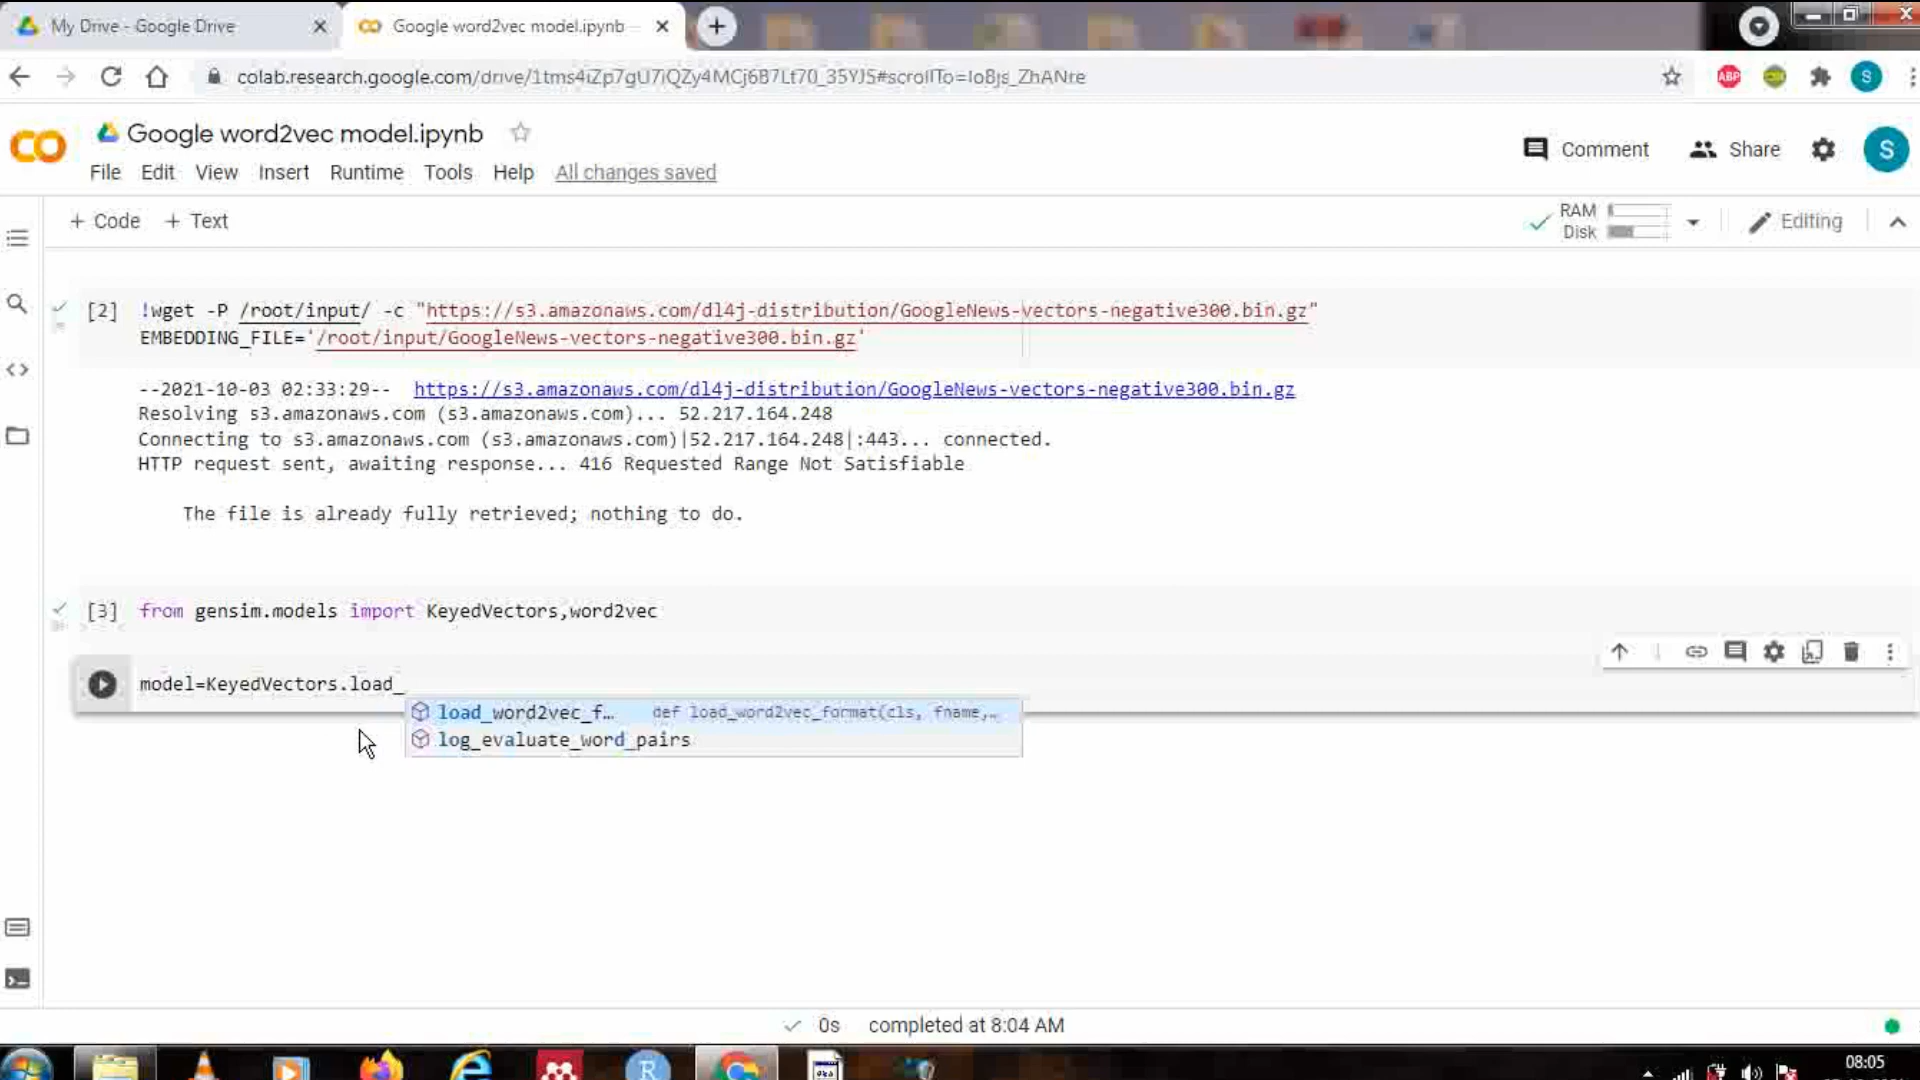 My Drive - Google Drive
Google word2vec model.ipynb
colab.research.google.com/drive/1tms4iZp7gU7iQZy4MCj6B7Lt70_35YJ5#scrollTo=Io8js_ZhANre
ABP
S
Google word2vec model.ipynb
Comment
Share
S
File Edit View Insert Runtime Tools Help All changes saved
+ Code + Text
RAM
Disk
Editing
[2] !wget -P /root/input/ -c "https://s3.amazonaws.com/dl4j-distribution/GoogleNews-vectors-negative300.bin.gz"
EMBEDDING_FILE='/root/input/GoogleNews-vectors-negative300.bin.gz'
--2021-10-03 02:33:29-- https://s3.amazonaws.com/dl4j-distribution/GoogleNews-vectors-negative300.bin.gz
Resolving s3.amazonaws.com (s3.amazonaws.com)... 52.217.164.248
Connecting to s3.amazonaws.com (s3.amazonaws.com)|52.217.164.248|:443... connected.
HTTP request sent, awaiting response... 416 Requested Range Not Satisfiable
The file is already fully retrieved; nothing to do.
[3] from gensim.models import KeyedVectors,word2vec
model=KeyedVectors.load_
load_word2vec_f… def load_word2vec_format(cls, fname,…
log_evaluate_word_pairs
0s completed at 8:04 AM
08:05